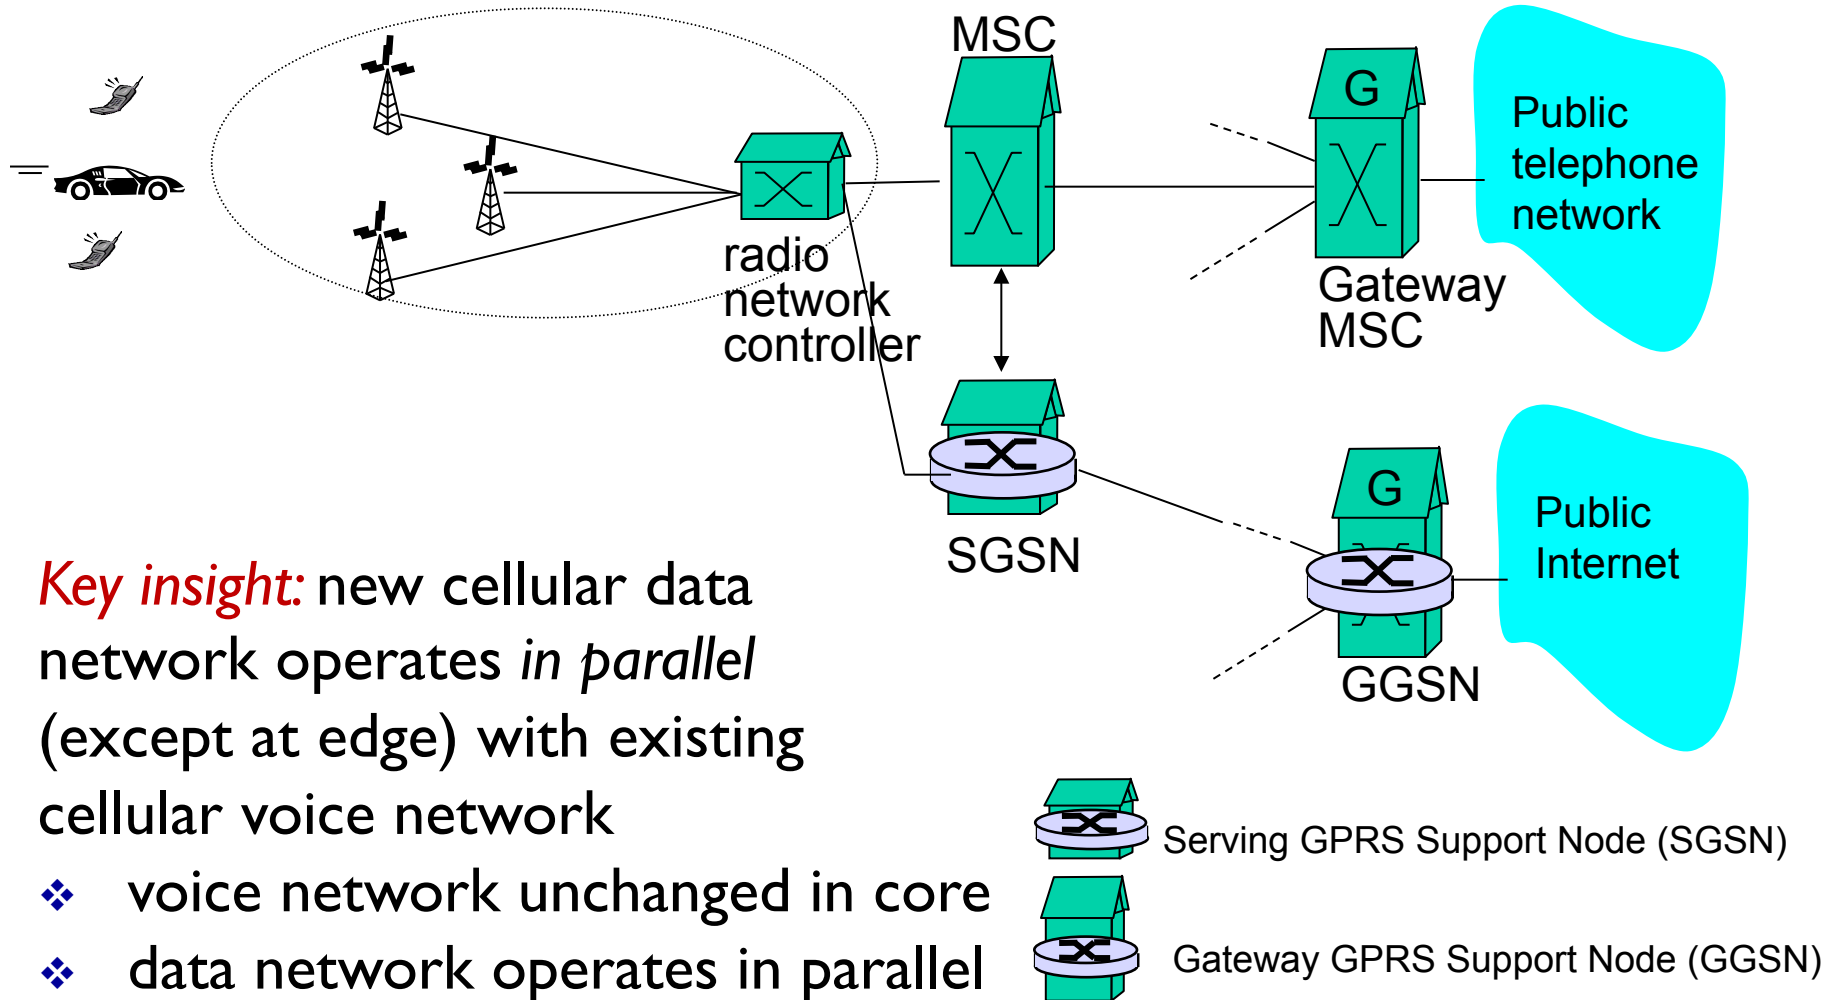 MSC
G
Public
telephone
network
radio
network
controller
Gateway
MSC
G
Public
Internet
SGSN
GGSN
Key insight: new cellular data
network operates in parallel
(except at edge) with existing
cellular voice network
❖ voice network unchanged in core
❖ data network operates in parallel
Serving GPRS Support Node (SGSN)
Gateway GPRS Support Node (GGSN)